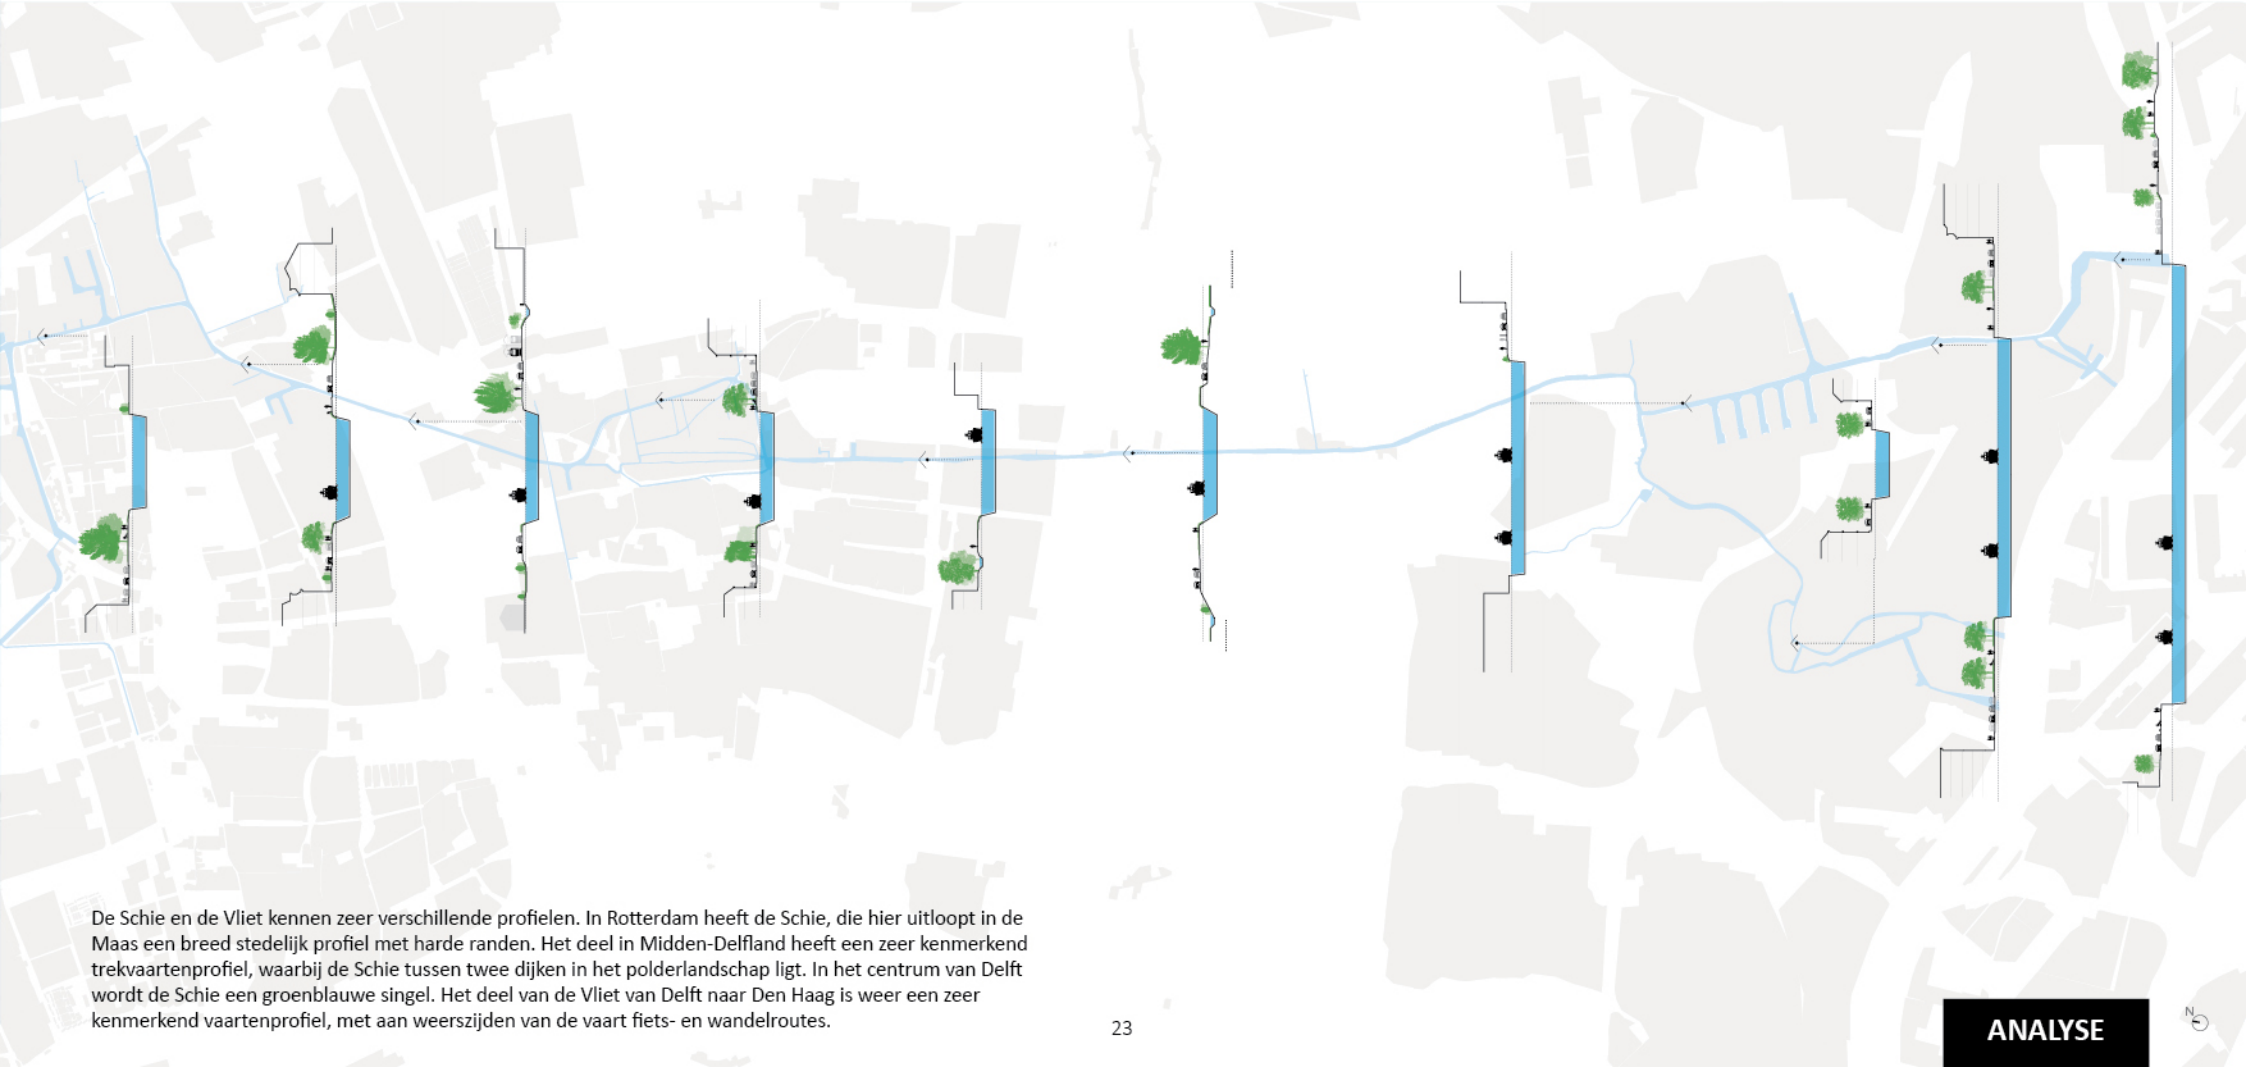 De Schie en de Vliet kennen zeer verschillende profielen. In Rotterdam heeft de Schie, die hier uitloopt in de
Maas een breed stedelijk profiel met harde randen. Het deel in Midden-Delfland heeft een zeer kenmerkend
trekvaartenprofiel, waarbij de Schie tussen twee dijken in het polderlandschap ligt. In het centrum van Delft
wordt de Schie een groenblauwe singel. Het deel van de Vliet van Delft naar Den Haag is weer een zeer
kenmerkend vaartenprofiel, met aan weerszijden van de vaart fiets- en wandelroutes.
23
ANALYSE
N